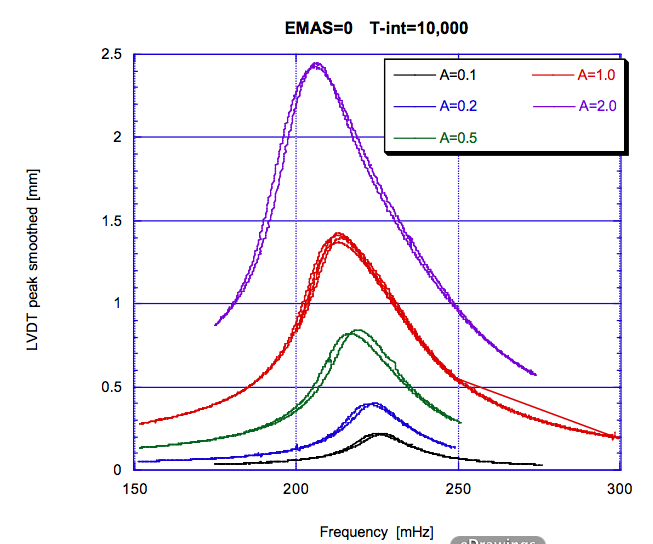 EMAS=0 T-int=10,000
2.5
2
1.5
1
0.5
0
LVDT peak smoothed [mm]
A=0.1
A=1.0
A=0.2
A=2.0
A=0.5
150
200
250
300
Frequency [mHz]
eDrawings